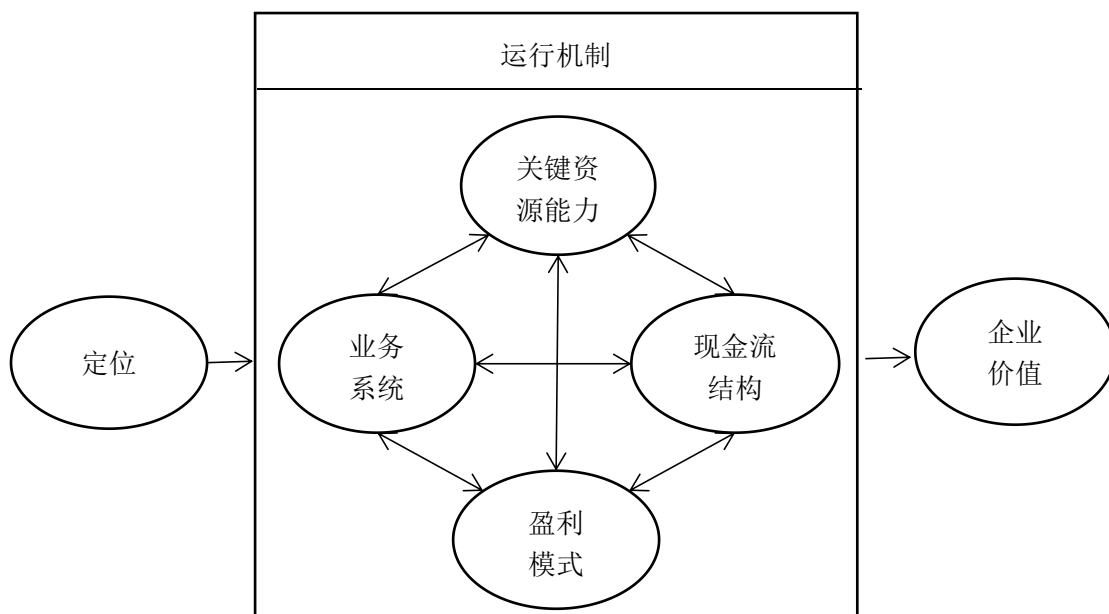 运行机制
关键资
源能力
定位
业务
系统
现金流
结构
企业
价值
盈利
模式